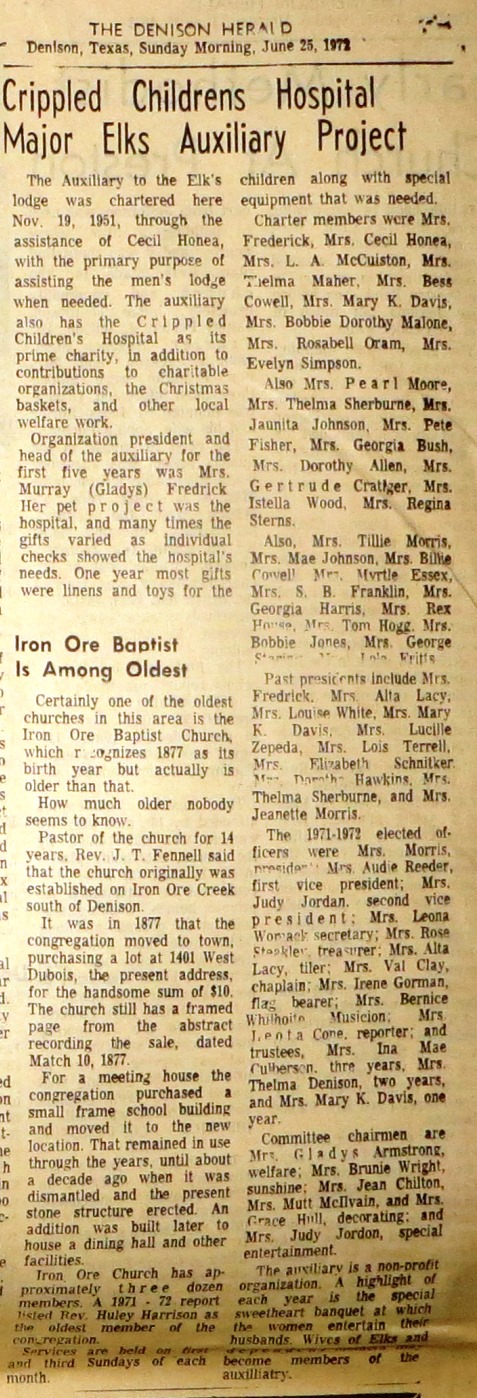 THE DENISON HERALD
Denison, Texas, Sunday Morning, June 25, 1972
Crippled Childrens Hospital
Major Elks Auxiliary Project
The Auxiliary to the Elk's
lodge was chartered here
Nov. 19, 1951, through the
assistance of Cecil Honea,
with the primary purpose of
assisting the men's lodge
when needed. The auxiliary
also has the Crippled
Children's Hospital as its
prime charity, in addition to
contributions to charitable
organizations, the Christmas
baskets, and other local
welfare work.
Organization president and
head of the auxiliary for the
first five years was Mrs.
Murray (Gladys) Fredrick
Her pet project was the
hospital, and many times the
gifts varied as individual
checks showed the hospital's
needs. One year most gifts
were linens and toys for the
children along with special
equipment that was needed.
Charter members were Mrs.
Frederick, Mrs. Cecil Honea,
Mrs. L. A. McCuiston, Mrs.
Thelma Maher, Mrs. Bess
Cowell, Mrs. Mary K. Davis,
Mrs. Bobbie Dorothy Malone,
Mrs. Rosabell Oram, Mrs.
Evelyn Simpson.
Also Mrs. Pearl Moore,
Mrs. Thelma Sherburne, Mrs.
Jaunita Johnson, Mrs. Pete
Fisher, Mrs. Georgia Bush,
Mrs. Dorothy Allen, Mrs.
Gertrude Mrs.
Istella Wood, Mrs. Regina
Sterns.
Also, Mrs. Tillie Morris,
Mrs. Mae Johnson, Mrs. Billie
Cowell Mrs. Myrtle Essex,
Mrs. S. B. Franklin, Mrs.
Georgia Harris, Mrs. Rex
House, Mrs. Tom Hogg, Mrs.
Bobbie Jones, Mrs. George
Lois Fritts
Past presidents include Mrs.
Fredrick, Mrs. Alta Lacy,
Mrs. Louise White, Mrs. Mary
K. Davis, Mrs. Lucille
Zepeda, Mrs. Lois Terrell,
Mrs. Elizabeth Schnitker
Mrs. Dorothy Hawkins, Mrs.
Thelma Sherburne, and Mrs.
Jeanette Morris.
The 1971-1972 elected of-
ficers were Mrs. Morris,
president Mrs. Audie Reeder,
first vice president; Mrs.
Judy Jordan, second vice
president; Mrs. Leona
Womack secretary; Mrs. Rose
treasurer; Mrs. Alta
Lacy, tiler; Mrs. Val Clay,
chaplain; Mrs. Irene Gorman,
flag bearer; Mrs. Bernice
Whilhoite Musicion; Mrs
Leota Cone, reporter; and
trustees, Mrs. Ina Mae
Culberson, thre years, Mrs.
Thelma Denison, two years,
and Mrs. Mary K. Davis, one
year.
Committee chairmen are
Mrs. Gladys Armstrong,
welfare; Mrs. Brunie Wright,
sunshine; Mrs. Jean Chilton,
Mrs. Mutt McIlvain, and Mrs.
Grace Hull, decorating; and
Mrs. Judy Jordon, special
entertainment.
The auxiliary is a non-profit
organization. A highlight of
each year is the special
sweetheart banquet at which
the women entertain their
husbands. Wives of Elks and
may
become members of the
auxilliatry.
Iron Ore Baptist
Is Among Oldest
Certainly one of the oldest
churches in this area is the
Iron Ore Baptist Church,
which r ognizes 1877 as its
birth year but actually is
older than that.
How much older nobody
seems to know.
Pastor of the church for 14
years, Rev. J. T. Fennell said
that the church originally was
established on Iron Ore Creek
south of Denison.
It was in 1877 that the
congregation moved to town,
purchasing a lot at 1401 West
Dubois, the present address,
for the handsome sum of $10.
The church still has a framed
page from the abstract
recording the sale, dated
Match 10, 1877.
For a meeting house the
congregation purchased a
small frame school building
and moved it to the new
location. That remained in use
through the years, until about
a decade ago when it was
dismantled and the present
stone structure erected. An
addition was built later to
house a dining hall and other
facilities.
Iron Ore Church has ap-
proximately three dozen
members. A 1971 - 72 report
listed Rev. Huley Harrison as
the oldest member of the
congregation.
Services are held on first
and third Sundays of each
month.